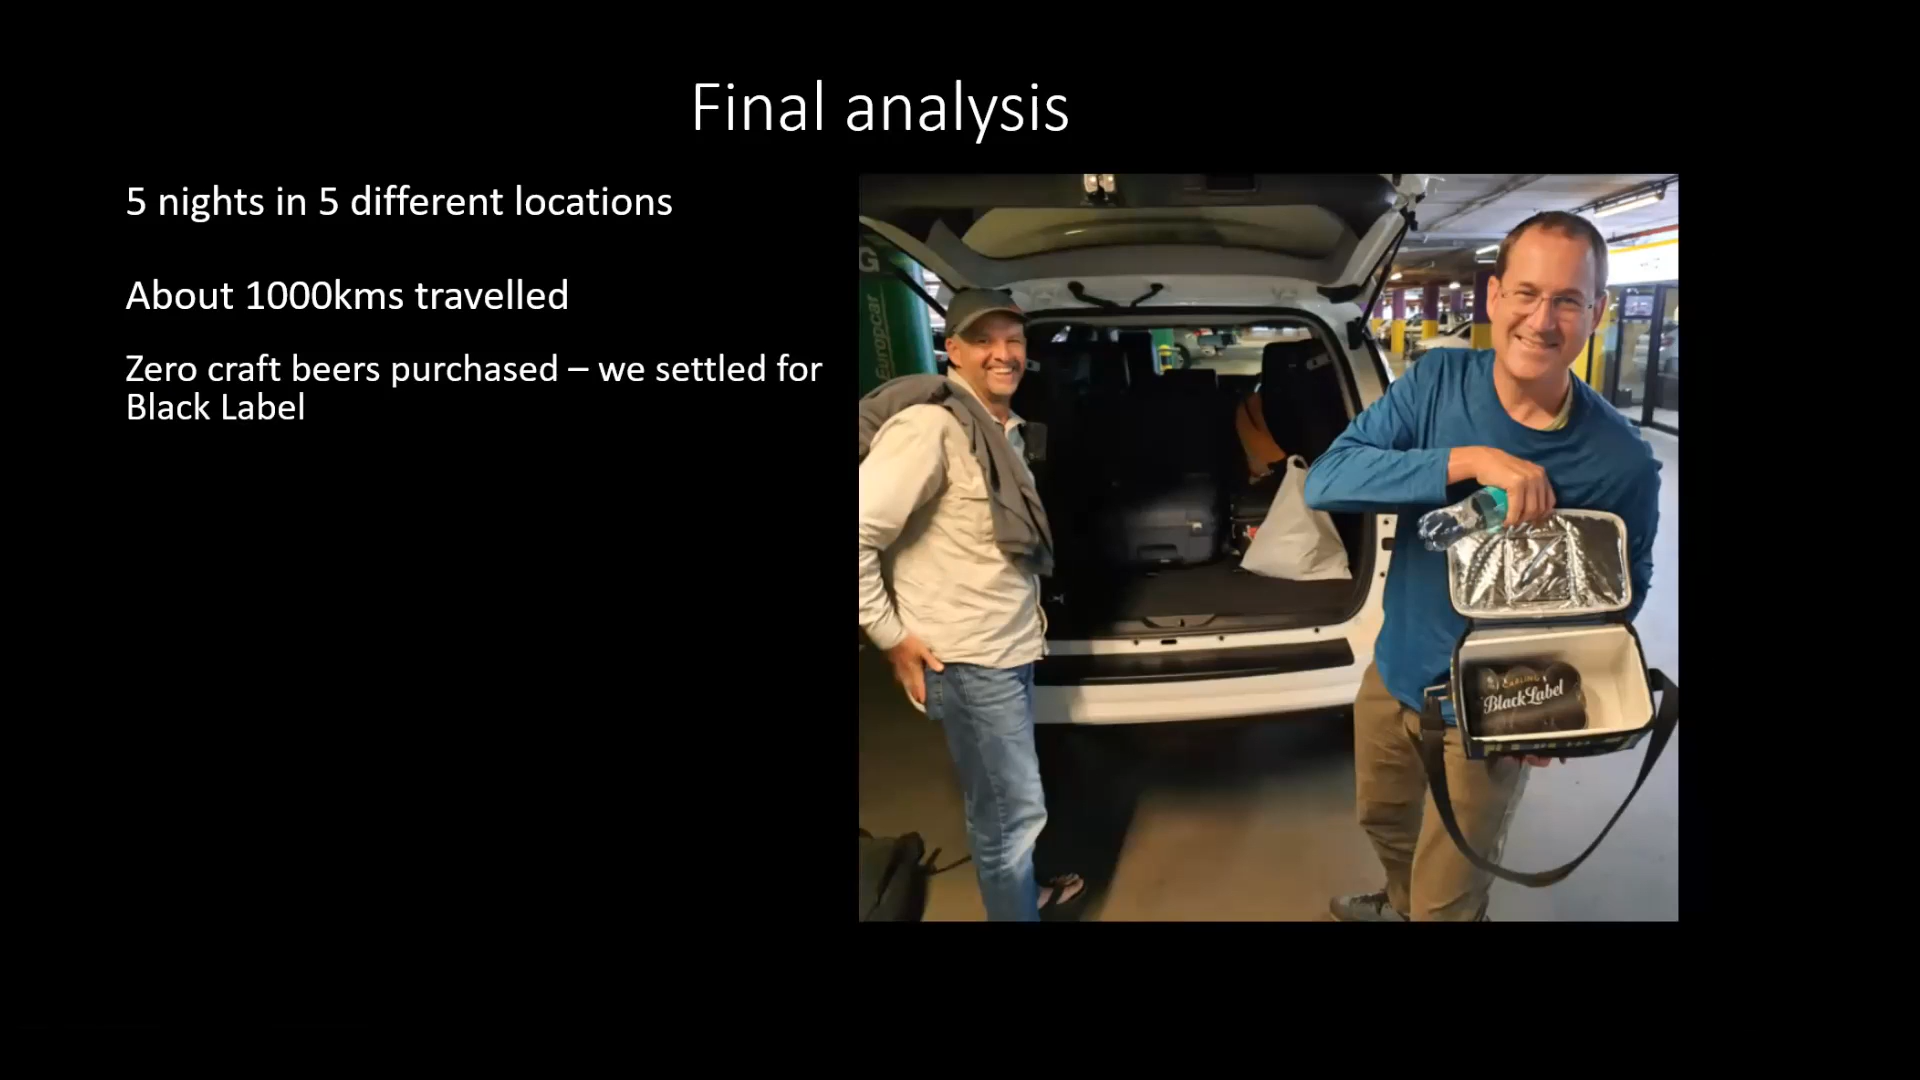 Final analysis
5 nights in 5 different locations
About 1000kms travelled
Zero craft beers purchased – we settled for
Black Label
Europcar
CARLING
Black Label